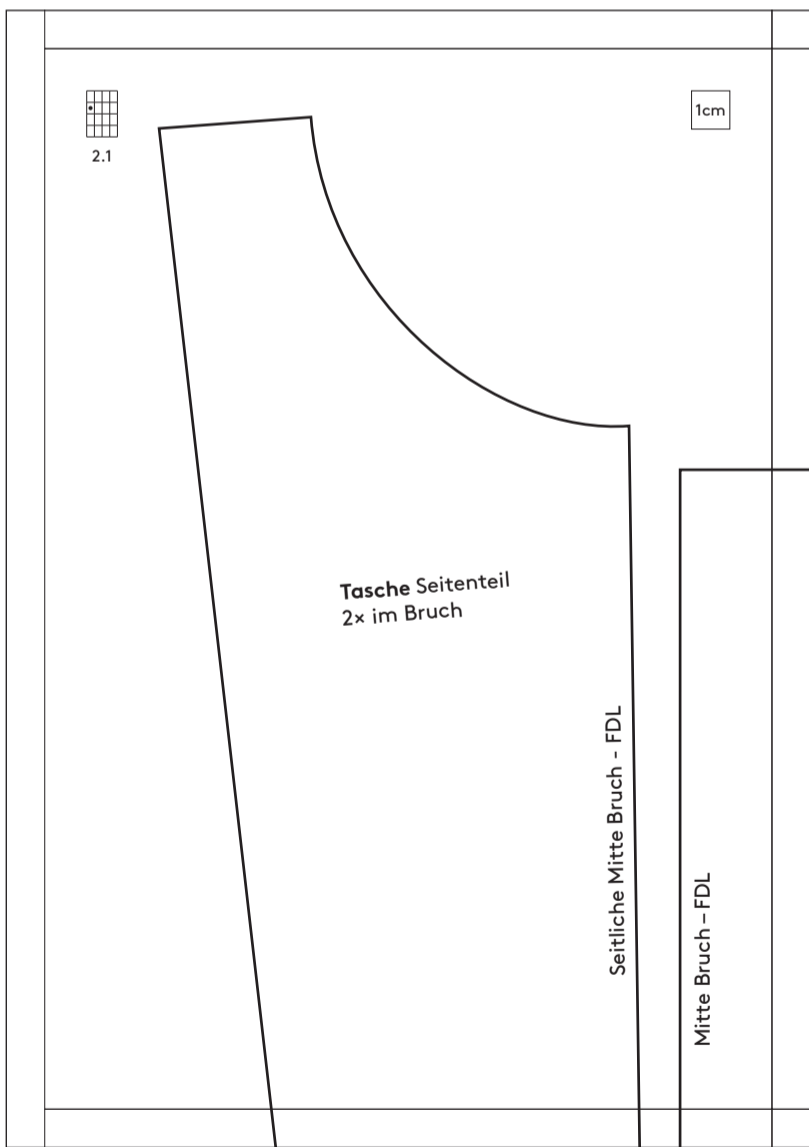 1cm
2.1
Tasche Seitenteil
2× im Bruch
Seitliche Mitte Bruch - FDL
Mitte Bruch – FDL